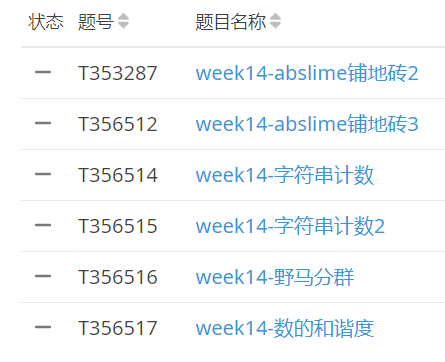 状态 题号 题目名称
T353287 week14-abslime铺地砖2
T356512 week14-abslime铺地砖3
T356514 week14-字符串计数
T356515 week14-字符串计数2
T356516 week14-野马分群
T356517 week14-数的和谐度